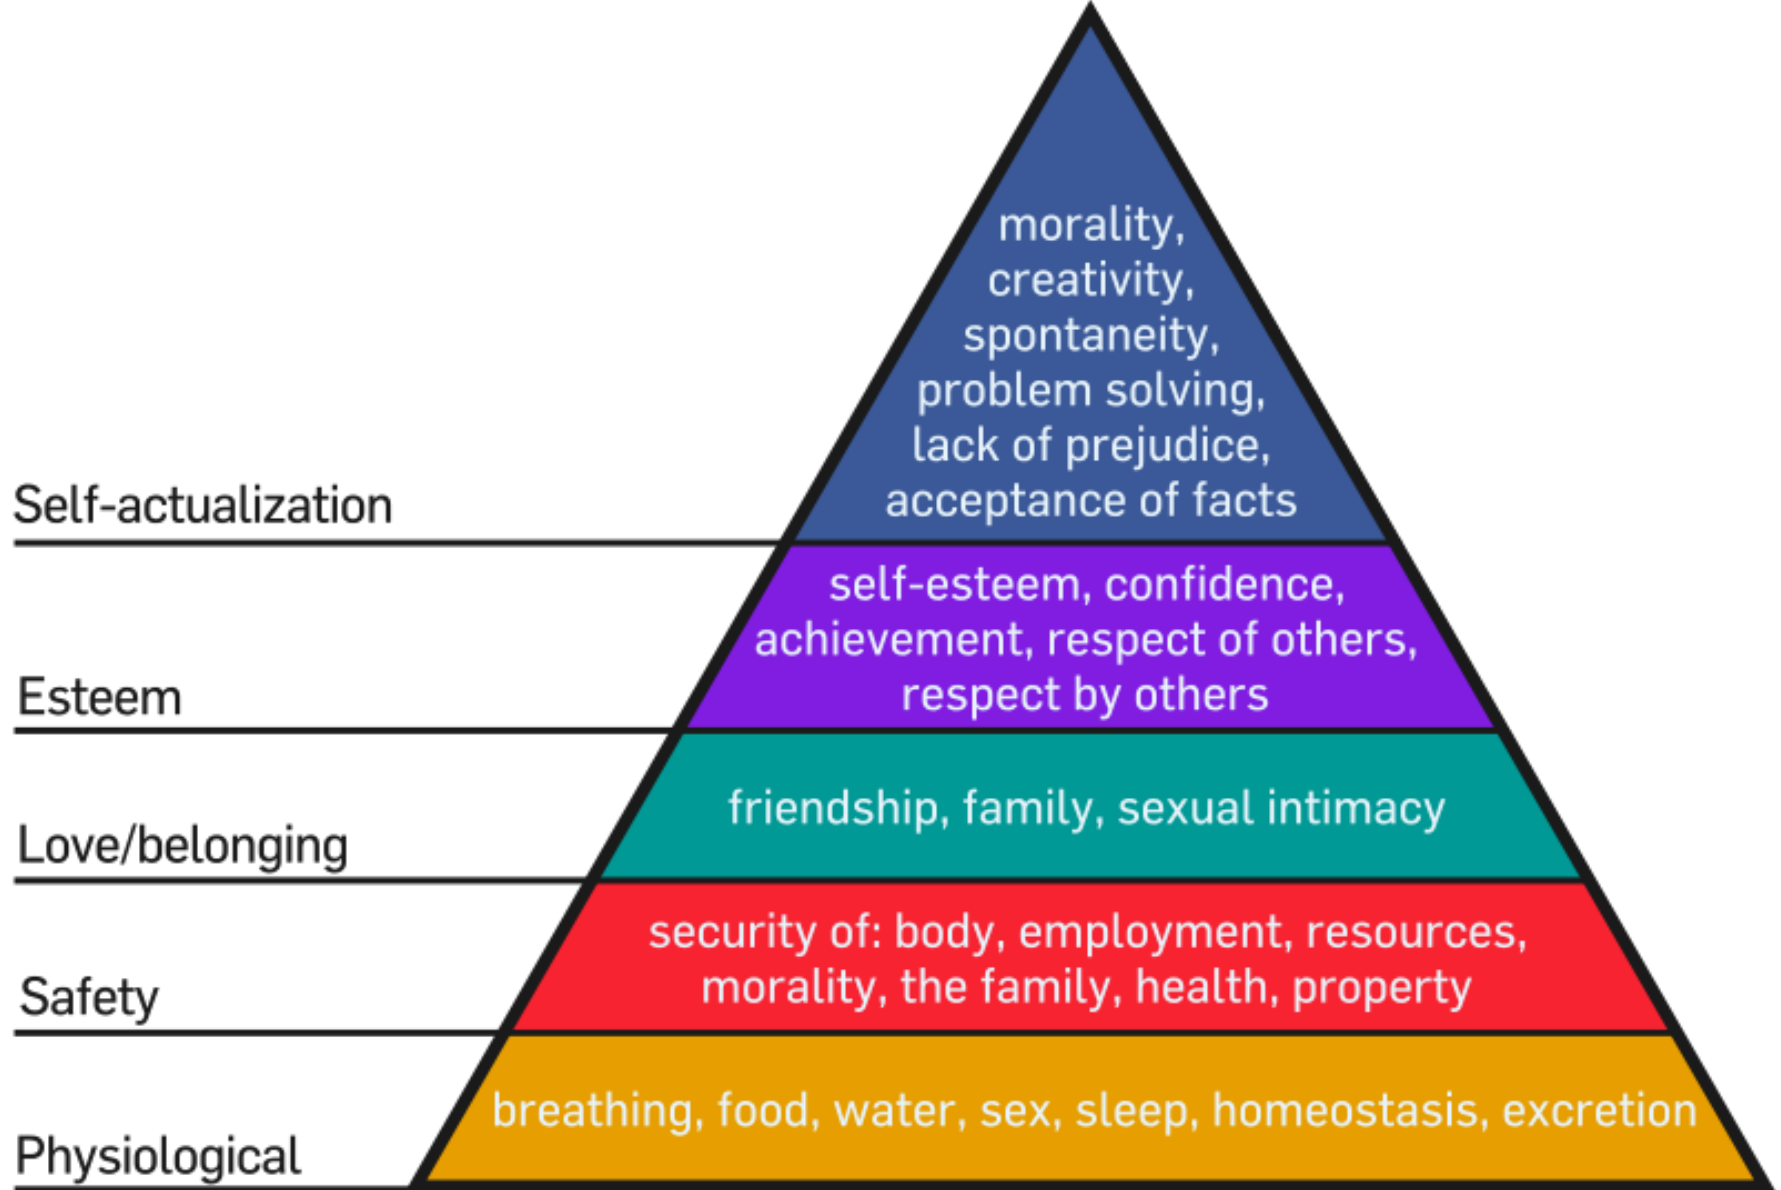 morality,
creativity,
spontaneity,
problem solving,
lack of prejudice,
acceptance of facts
Self-actualization
self-esteem, confidence,
achievement, respect of others,
respect by others
Esteem
friendship, family, sexual intimacy
Love/belonging
security of: body, employment, resources,
morality, the family, health, property
Safety
breathing, food, water, sex, sleep, homeostasis, excretion
Physiological